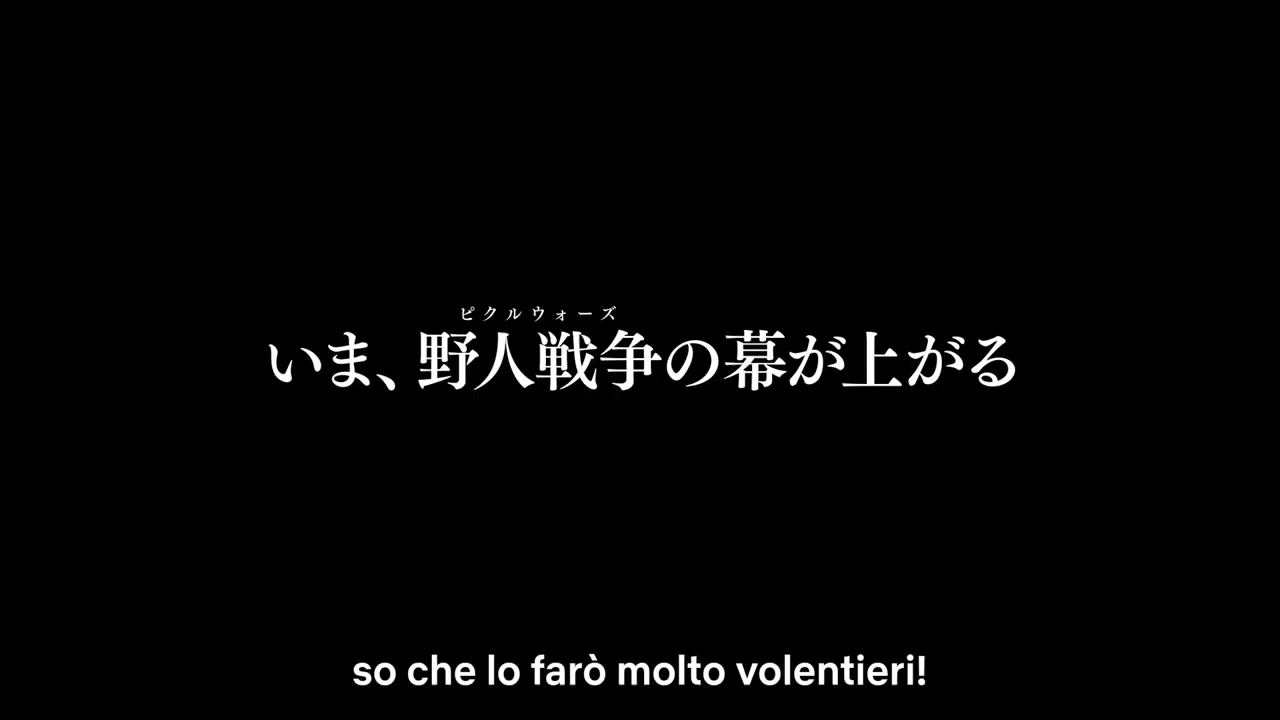 ピクルウォーズ
いま、野人戦争の幕が上がる
so che lo farò molto volentieri!